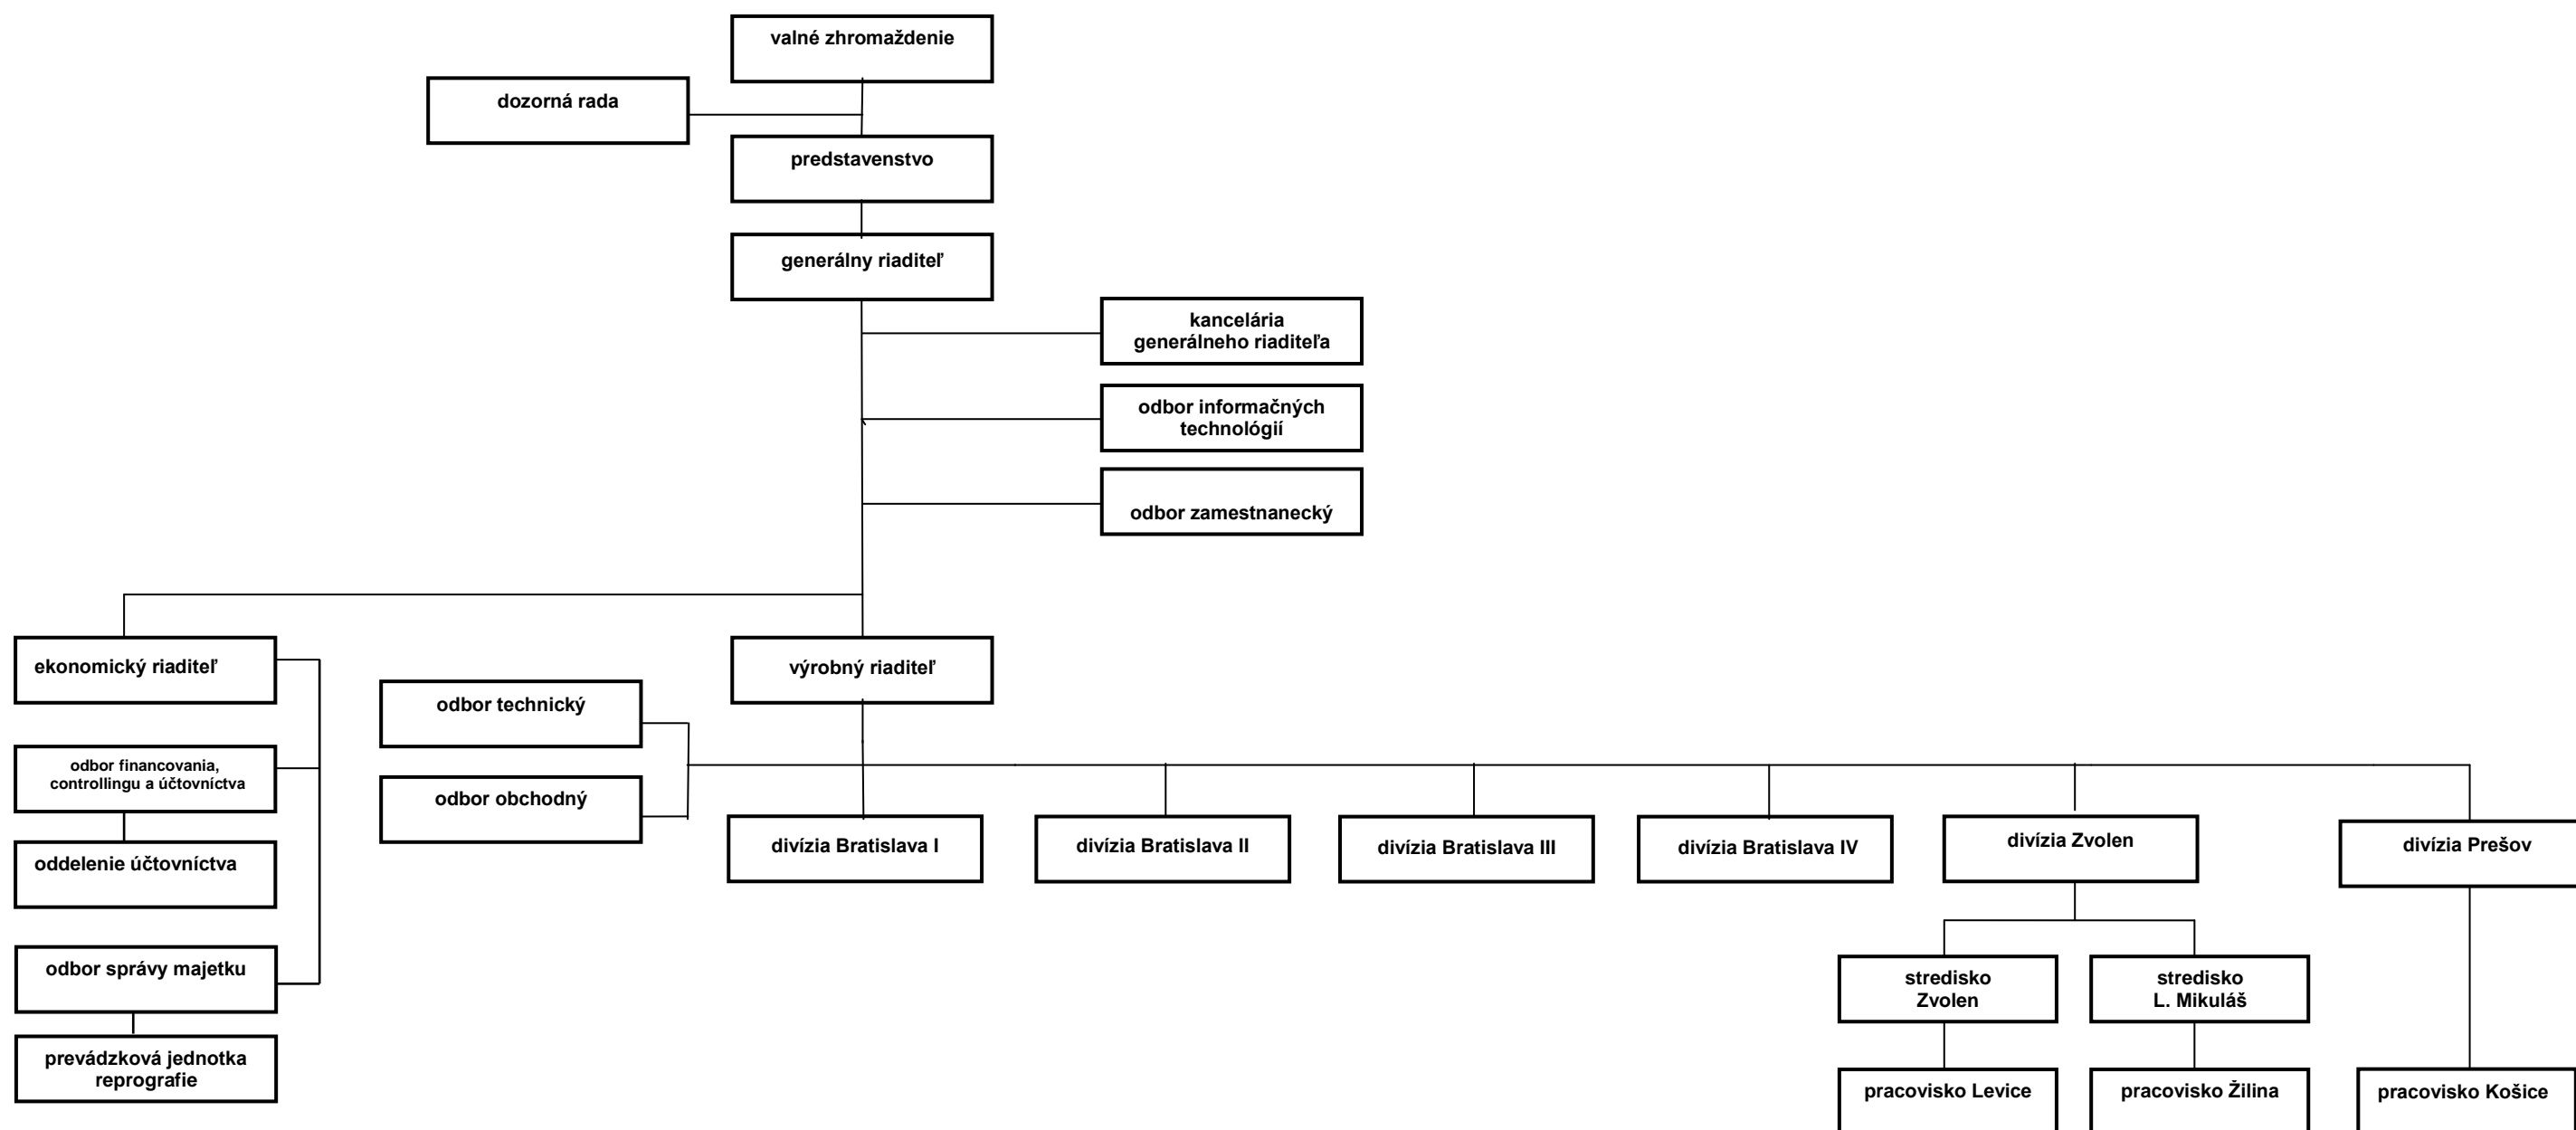 valné zhromaždenie
dozorná rada
predstavenstvo
generálny riaditeľ
kancelária
generálneho riaditeľa
odbor informačných
technológií
odbor zamestnanecký
ekonomický riaditeľ
výrobný riaditeľ
odbor technický
odbor financovania,
controllingu a účtovníctva
odbor obchodný
divízia Bratislava I
divízia Bratislava II
divízia Bratislava III
divízia Bratislava IV
divízia Zvolen
divízia Prešov
oddelenie účtovníctva
odbor správy majetku
stredisko
Zvolen
stredisko
L. Mikuláš
prevádzková jednotka
reprografie
pracovisko Levice
pracovisko Žilina
pracovisko Košice